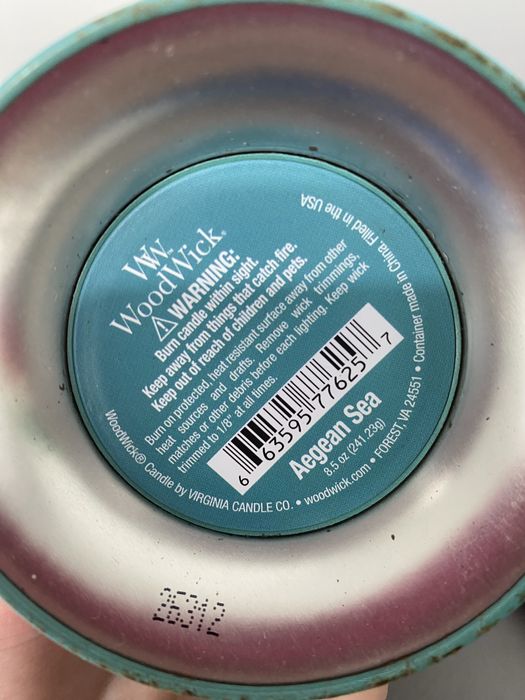 WW.
WoodWick®
⚠ WARNING:
Burn candle within sight.
Keep away from things that catch fire.
Keep out of reach of children and pets.
Burn on protected, heat resistant surface away from other
heat sources and drafts. Remove wick trimmings,
matches or other debris before each lighting. Keep wick
trimmed to 1/8" at all times.
6 63595 77625 7
Aegean Sea
8.5 oz (241.23g)
WoodWick® Candle by VIRGINIA CANDLE CO. • woodwick.com • FOREST, VA 24551 • Container made in China. Filled in the USA
26312